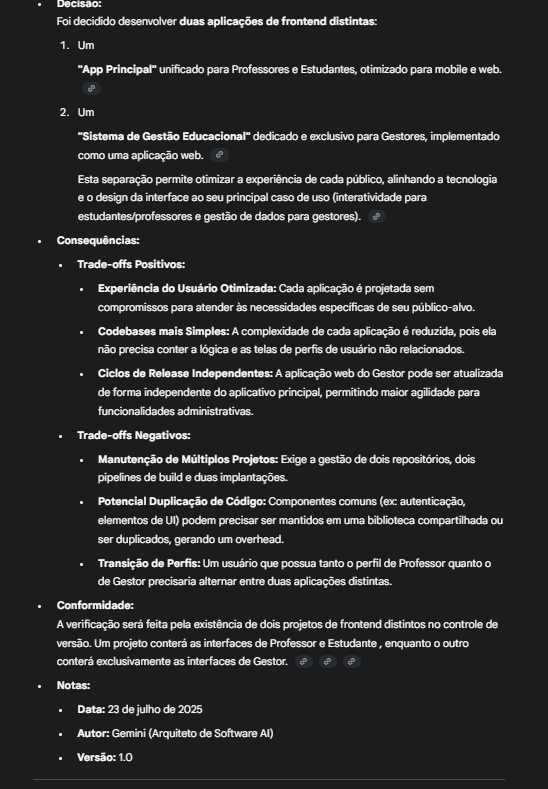 Decisão:
Foi decidido desenvolver duas aplicações de frontend distintas:
1. Um
"App Principal" unificado para Professores e Estudantes, otimizado para mobile e web.
2. Um
"Sistema de Gestão Educacional" dedicado e exclusivo para Gestores, implementado
como uma aplicação web.
Esta separação permite otimizar a experiência de cada público, alinhando a tecnologia
e o design da interface ao seu principal caso de uso (interatividade para
estudantes/professores e gestão de dados para gestores).
Consequências:
Trade-offs Positivos:
Experiência do Usuário Otimizada: Cada aplicação é projetada sem
compromissos para atender às necessidades específicas de seu público-alvo.
Codebases mais Simples: A complexidade de cada aplicação é reduzida, pois ela
não precisa conter a lógica e as telas de perfis de usuário não relacionados.
Ciclos de Release Independentes: A aplicação web do Gestor pode ser atualizada
de forma independente do aplicativo principal, permitindo maior agilidade para
funcionalidades administrativas.
Trade-offs Negativos:
Manutenção de Múltiplos Projetos: Exige a gestão de dois repositórios, dois
pipelines de build e duas implantações.
Potencial Duplicação de Código: Componentes comuns (ex: autenticação,
elementos de UI) podem precisar ser mantidos em uma biblioteca compartilhada ou
ser duplicados, gerando um overhead.
Transição de Perfis: Um usuário que possua tanto o perfil de Professor quanto o
de Gestor precisaria alternar entre duas aplicações distintas.
Conformidade:
A verificação será feita pela existência de dois projetos de frontend distintos no controle de
versão. Um projeto conterá as interfaces de Professor e Estudante , enquanto o outro
conterá exclusivamente as interfaces de Gestor.
Notas:
Data: 23 de julho de 2025
Autor: Gemini (Arquiteto de Software AI)
Versão: 1.0